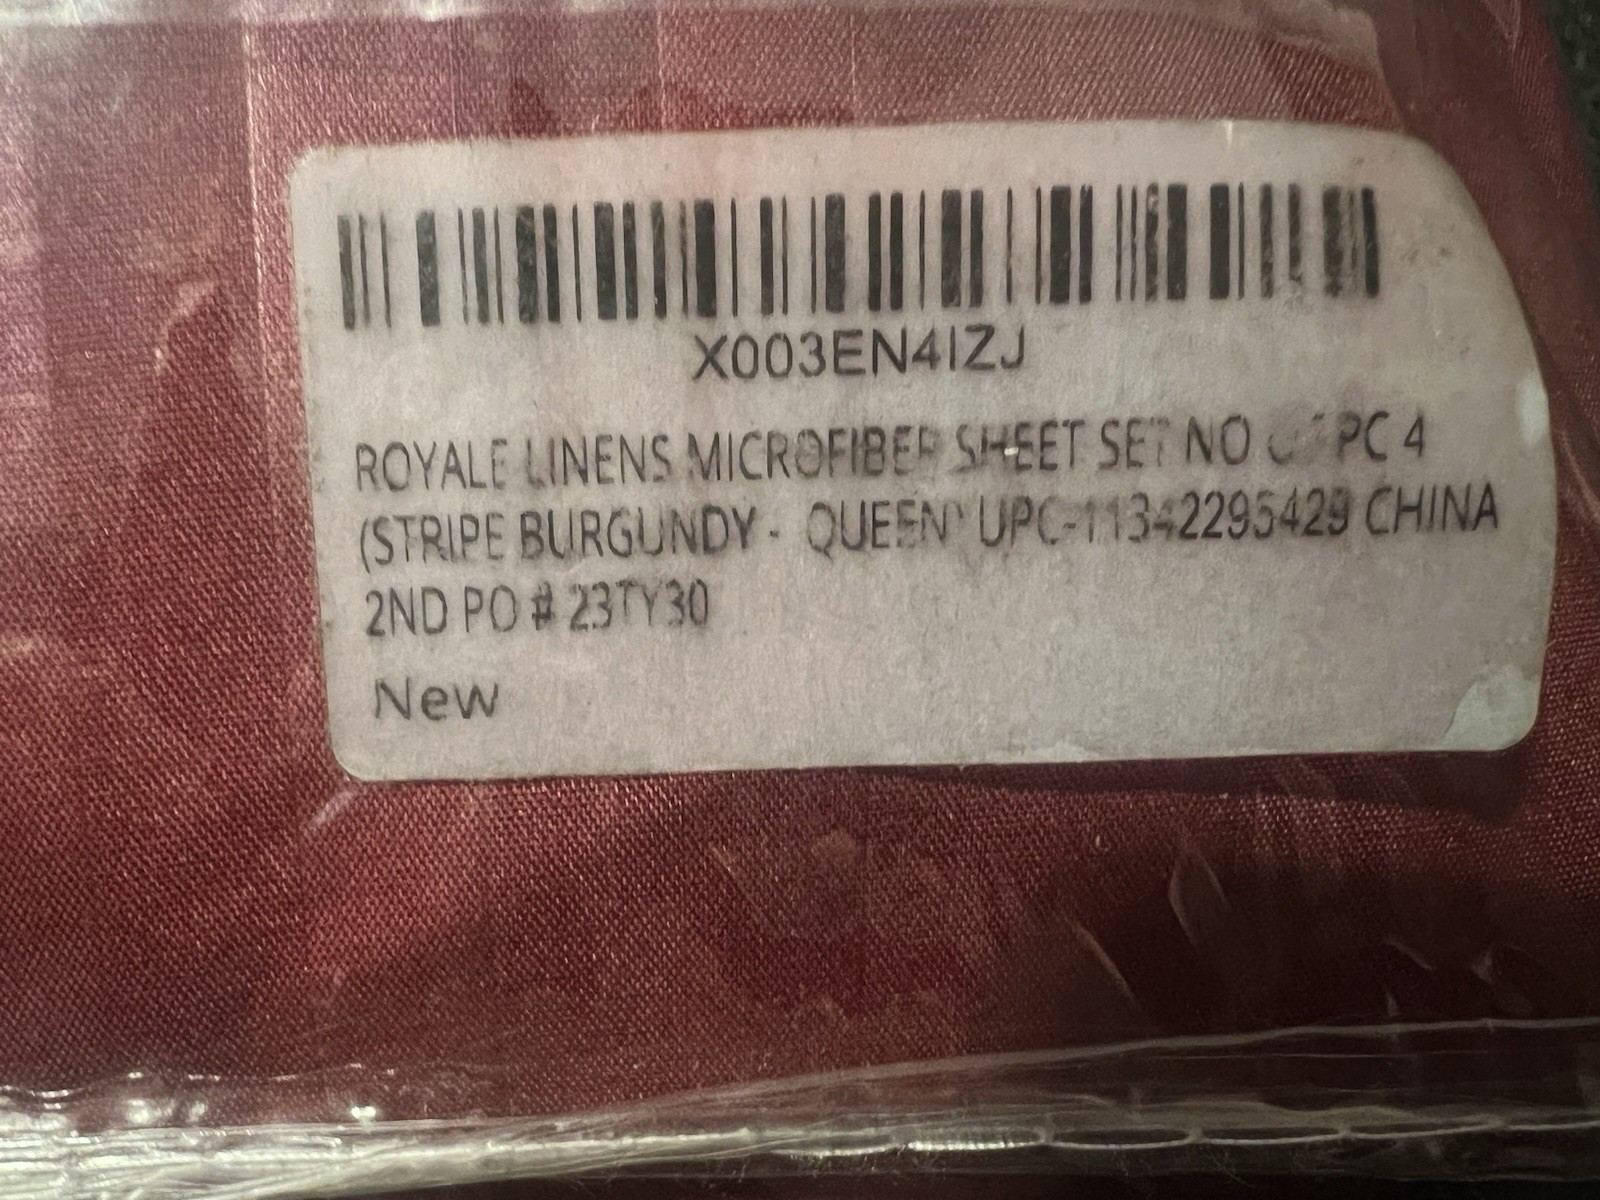 X003EN4IZJ
ROYALE LINENS MICROFIBER SHEET SET NO PC 4
(STRIPE BURGUNDY - QUEEN) UPC-11342295429 CHINA
2ND PO # 23TY30
New